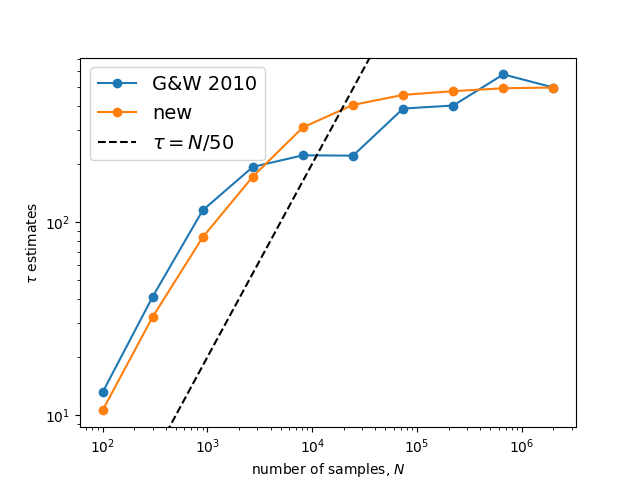 G&W 2010
new
τ = N/50
τ estimates
10²
10¹
10² 10³ 10⁴ 10⁵ 10⁶
number of samples, N